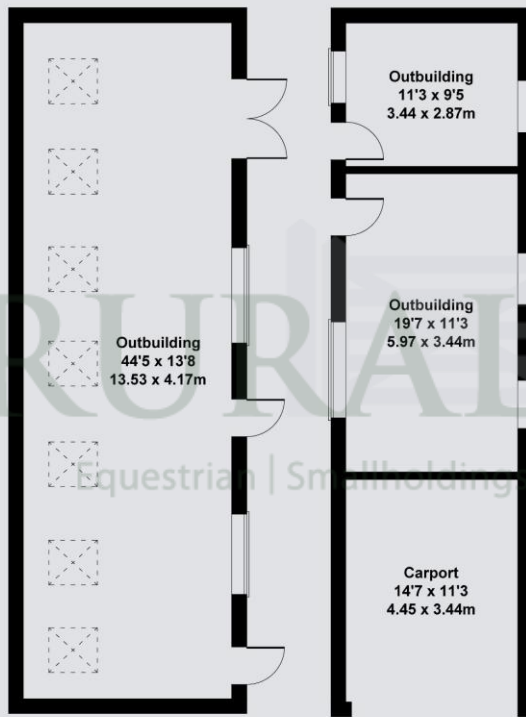 Outbuilding
44'5 x 13'8
13.53 x 4.17m
Outbuilding
11'3 x 9'5
3.44 x 2.87m
Outbuilding
19'7 x 11'3
5.97 x 3.44m
Carport
14'7 x 11'3
4.45 x 3.44m
RURAL
Equestrian | Smallholdings